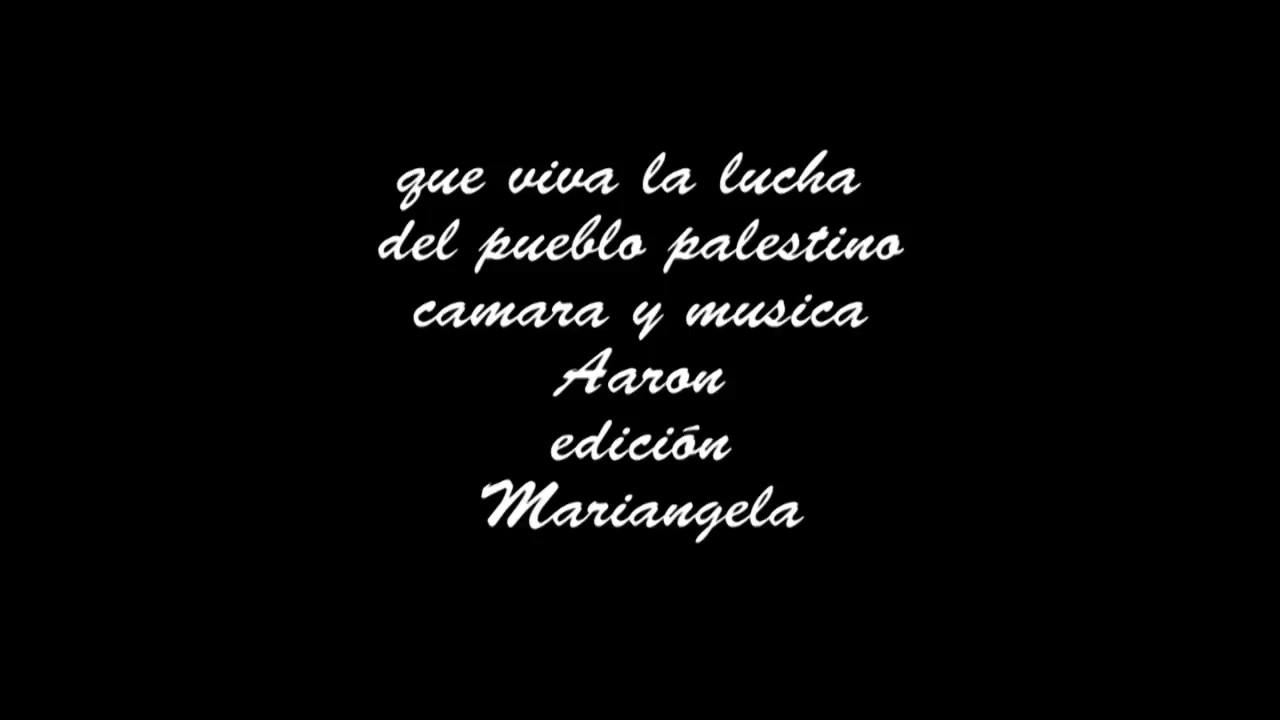 que viva la lucha
del pueblo palestino
camara y musica
Aaron
edición
Mariangela